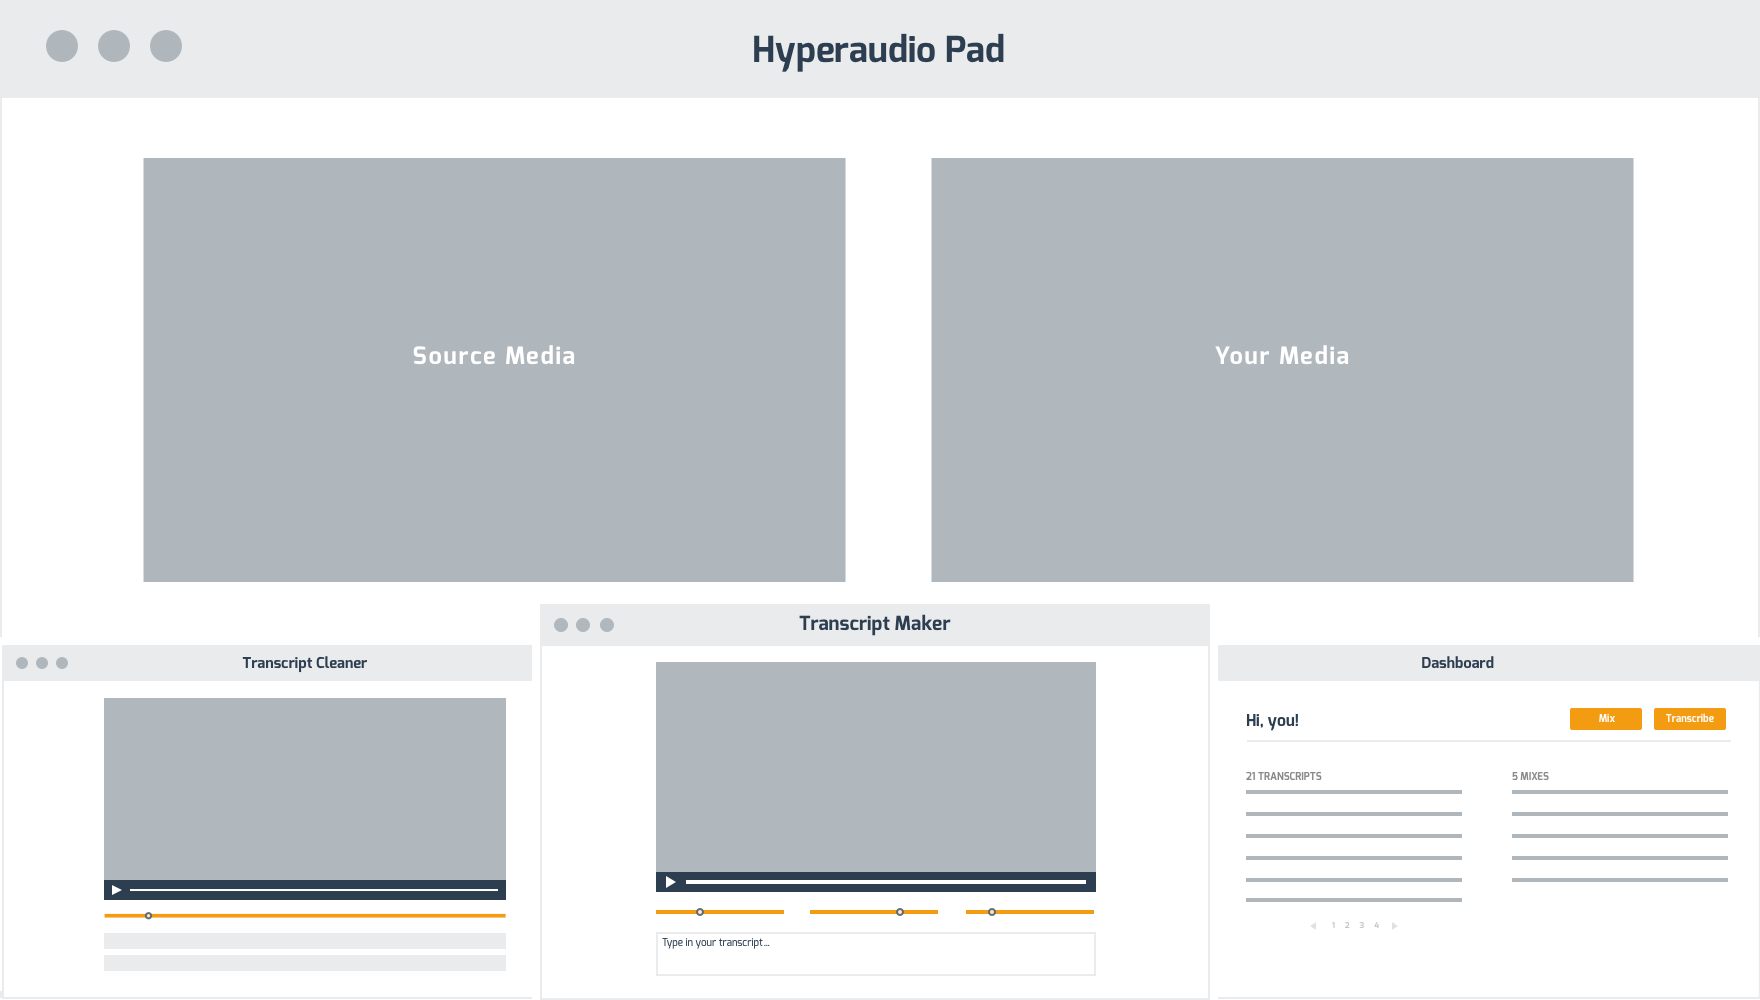 Hyperaudio Pad
Source Media
Your Media
Transcript Cleaner
Transcript Maker
Type in your transcript...
Dashboard
Hi, you!
Mix
Transcribe
21 TRANSCRIPTS
5 MIXES
1 2 3 4